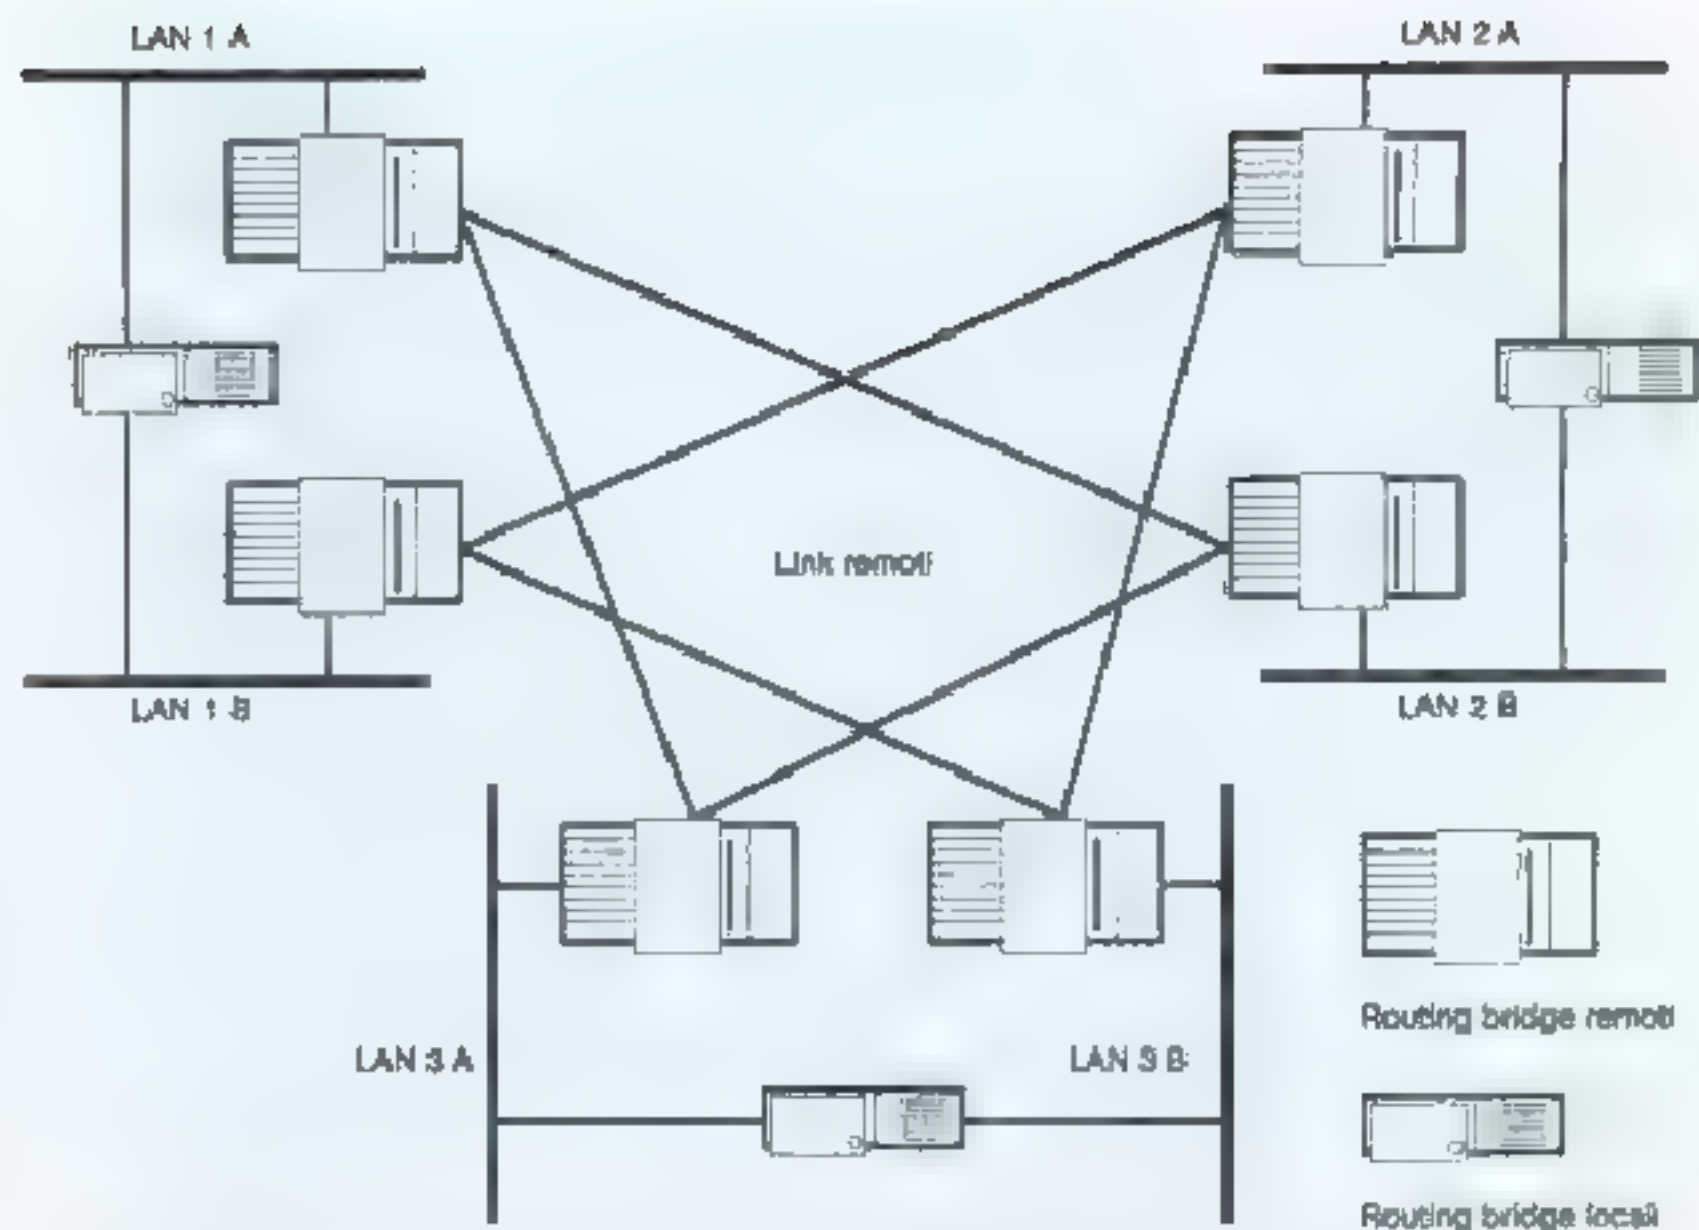 LAN 1 A
LAN 2 A
Link remoti
LAN 1 B
LAN 2 B
LAN 3 A
LAN 3 B
Routing bridge remoti
Routing bridge locali